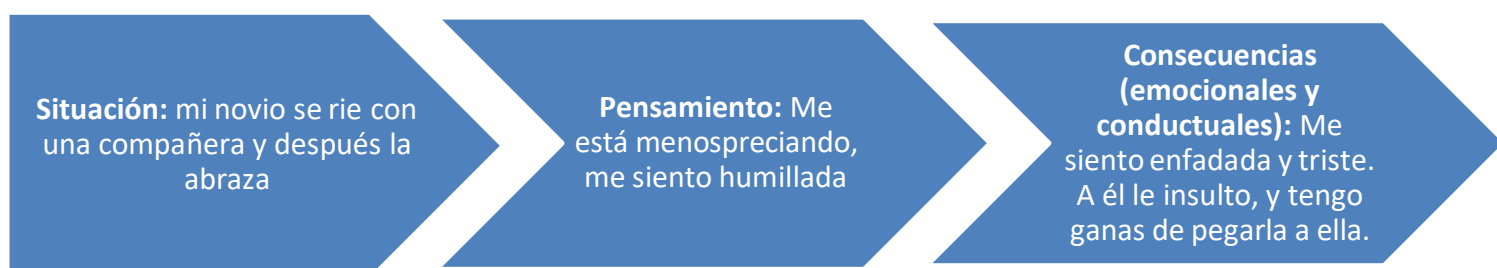 Situación: mi novio se rie con
una compañera y después la
abraza
Pensamiento: Me
está menospreciando,
me siento humillada
Consecuencias
(emocionales y
conductuales): Me
siento enfadada y triste.
A él le insulto, y tengo
ganas de pegarla a ella.